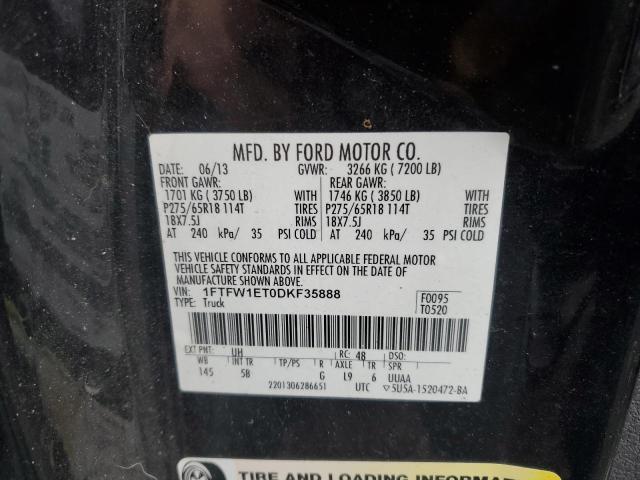 MFD. BY FORD MOTOR CO.
DATE: 06/13 GVWR: 3266 KG ( 7200 LB)
FRONT GAWR: REAR GAWR:
1701 KG ( 3750 LB) WITH 1746 KG ( 3850 LB) WITH
P275/65R18 114T TIRES P275/65R18 114T TIRES
18X7.5J RIMS 18X7.5J RIMS
AT 240 kPa/ 35 PSI COLD AT 240 kPa/ 35 PSI COLD
THIS VEHICLE CONFORMS TO ALL APPLICABLE FEDERAL MOTOR
VEHICLE SAFETY STANDARDS IN EFFECT ON THE DATE OF
MANUFACTURE SHOWN ABOVE.
VIN: 1FTFW1ET0DKF35888 F0095
TYPE: Truck T0520
EXT PNT: UH RC: 48 DSO:
WB INT TR TP/PS R AXLE TR SPR
145 5B G L9 6 UUAA
2201306286651 UTC ▽5U5A-1520472-BA
TIRE AND LOADING INFORMAT